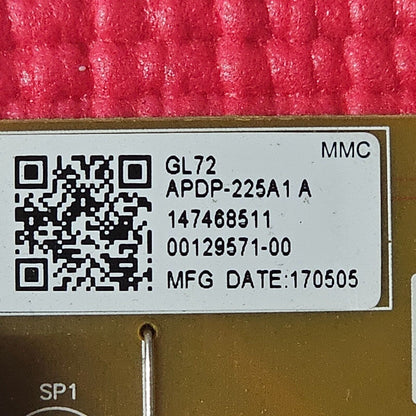 MMC
GL72
APDP-225A1 A
147468511
00129571-00
MFG DATE:170505
SP1